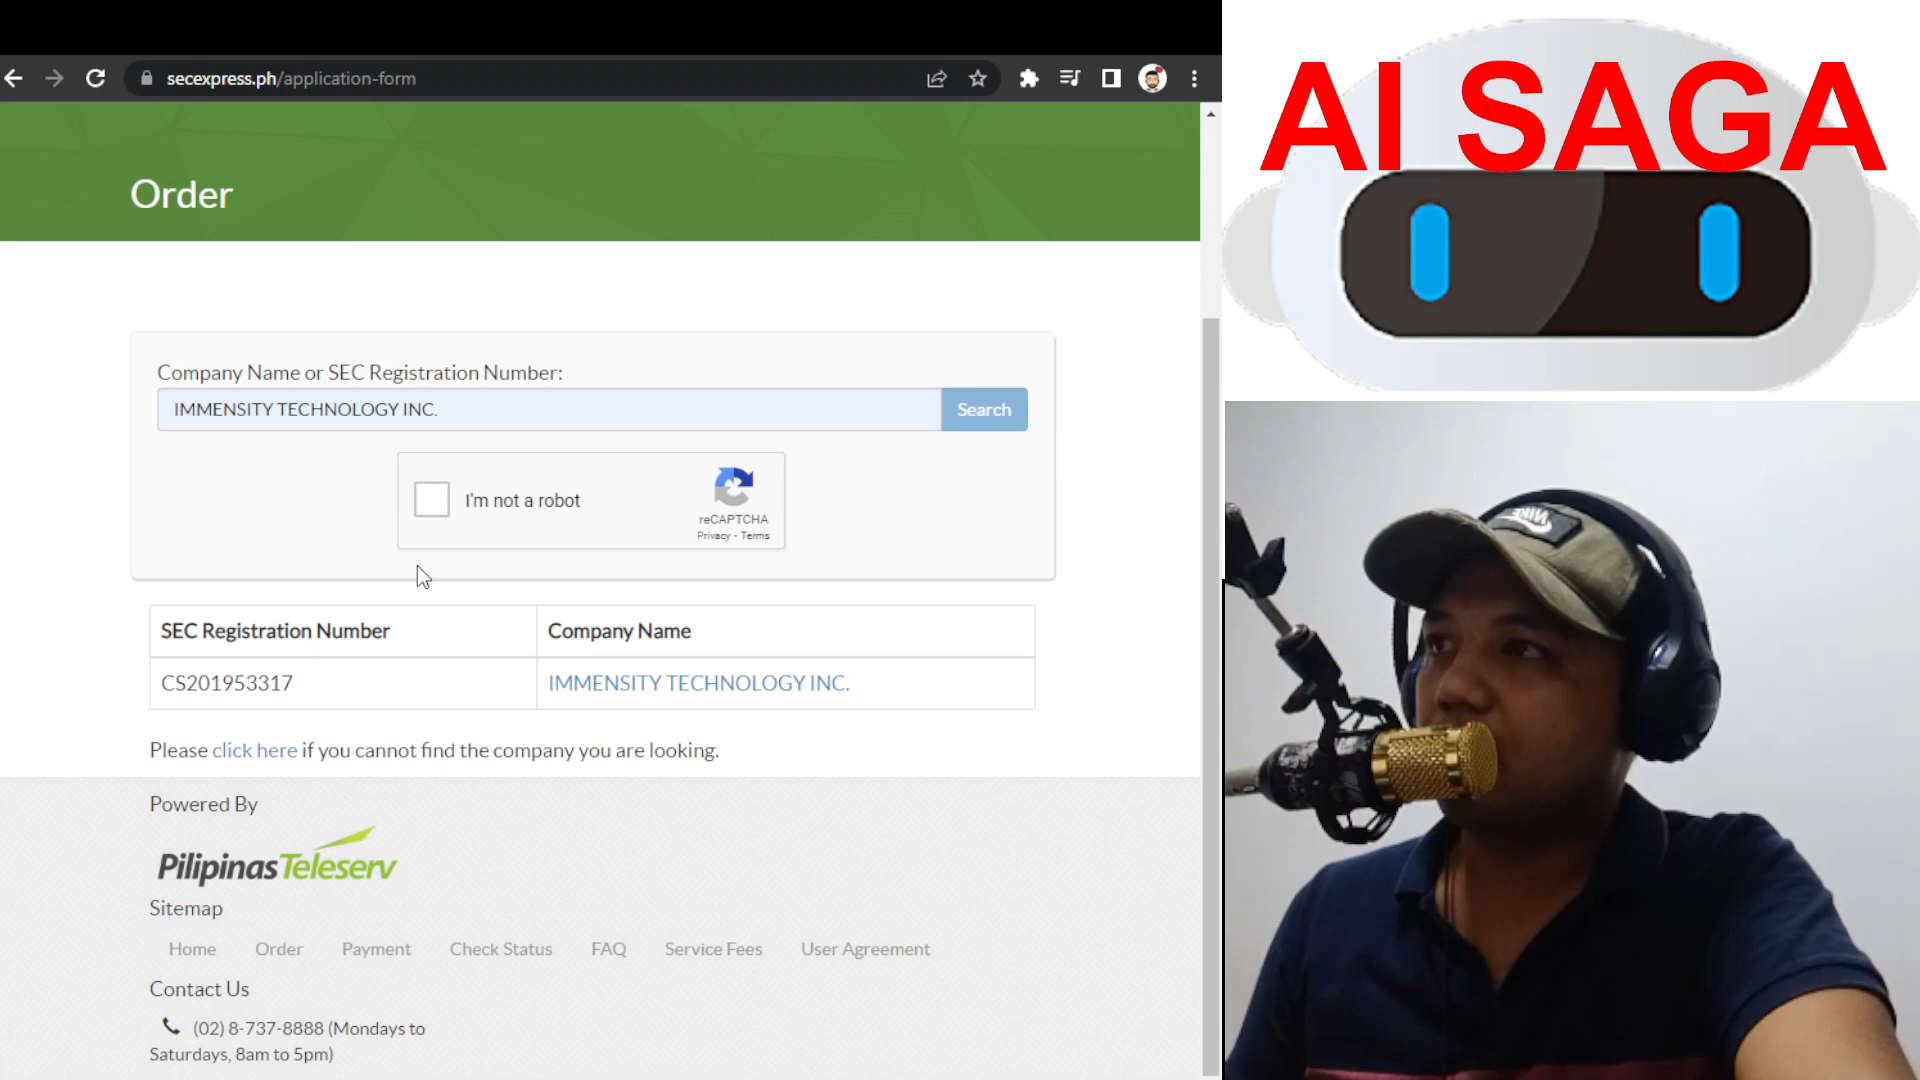 secexpress.ph/application-form
AI SAGA
Order
Company Name or SEC Registration Number:
IMMENSITY TECHNOLOGY INC.
Search
I'm not a robot
reCAPTCHA
Privacy - Terms
NIKE
SEC Registration Number
Company Name
CS201953317
IMMENSITY TECHNOLOGY INC.
Please click here if you cannot find the company you are looking.
Powered By
PilipinasTeleserv
Sitemap
Home Order Payment Check Status FAQ Service Fees User Agreement
Contact Us
(02) 8-737-8888 (Mondays to
Saturdays, 8am to 5pm)